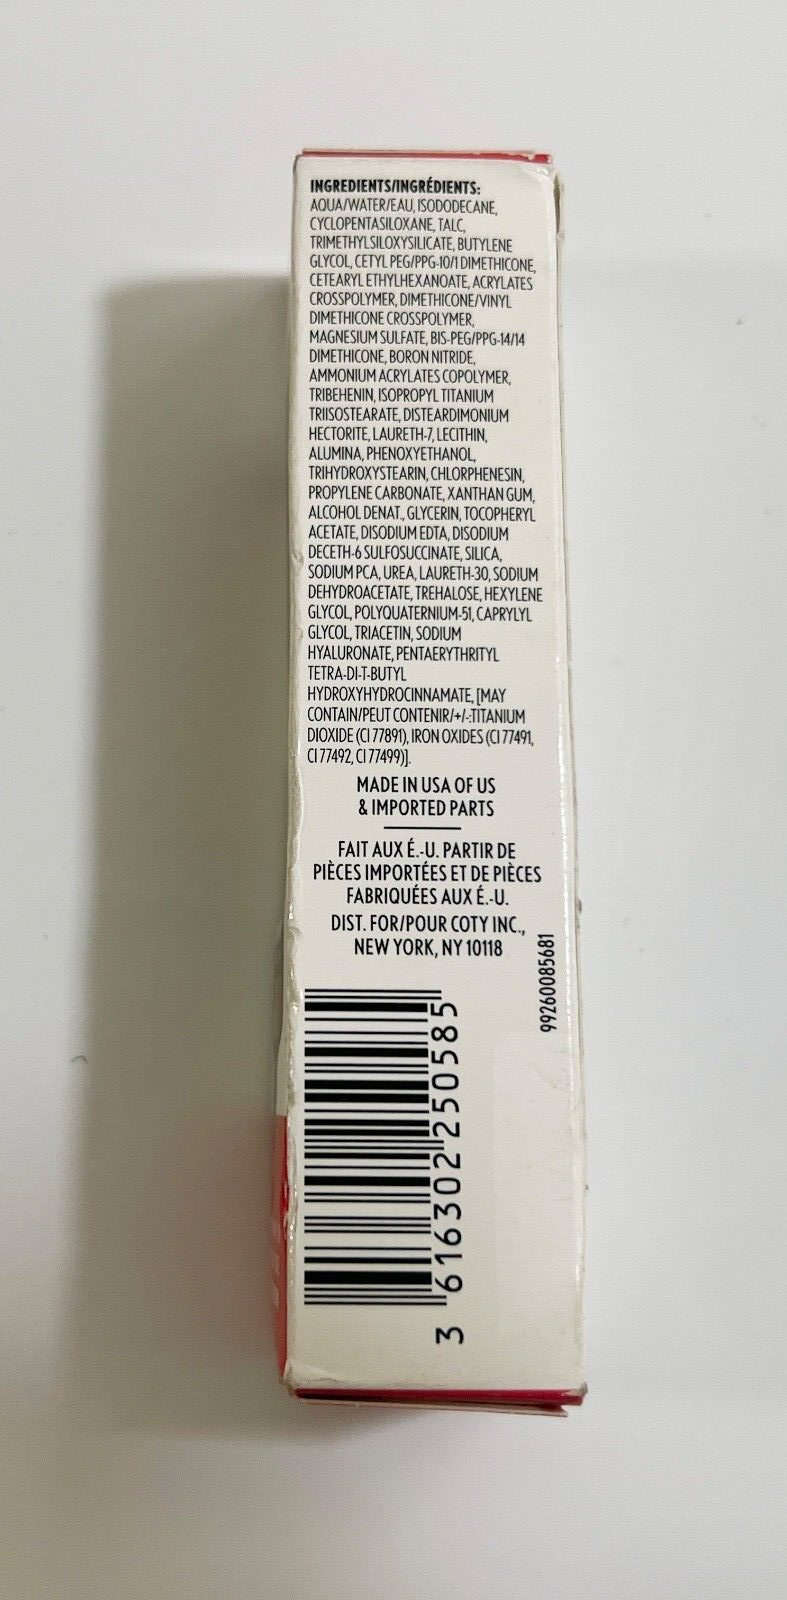 INGREDIENTS/INGRÉDIENTS:
AQUA/WATER/EAU, ISODODECANE,
CYCLOPENTASILOXANE, TALC,
TRIMETHYLSILOXYSILICATE, BUTYLENE
GLYCOL, CETYL PEG/PPG-10/1 DIMETHICONE,
CETEARYL ETHYLHEXANOATE, ACRYLATES
CROSSPOLYMER, DIMETHICONE/VINYL
DIMETHICONE CROSSPOLYMER,
MAGNESIUM SULFATE, BIS-PEG/PPG-14/14
DIMETHICONE, BORON NITRIDE,
AMMONIUM ACRYLATES COPOLYMER,
TRIBEHENIN, ISOPROPYL TITANIUM
TRIISOSTEARATE, DISTEARDIMONIUM
HECTORITE, LAURETH-7, LECITHIN,
ALUMINA, PHENOXYETHANOL,
TRIHYDROXYSTEARIN, CHLORPHENESIN,
PROPYLENE CARBONATE, XANTHAN GUM,
ALCOHOL DENAT., GLYCERIN, TOCOPHERYL
ACETATE, DISODIUM EDTA, DISODIUM
DECETH-6 SULFOSUCCINATE, SILICA,
SODIUM PCA, UREA, LAURETH-30, SODIUM
DEHYDROACETATE, TREHALOSE, HEXYLENE
GLYCOL, POLYQUATERNIUM-51, CAPRYLYL
GLYCOL, TRIACETIN, SODIUM
HYALURONATE, PENTAERYTHRITYL
TETRA-DI-T-BUTYL
HYDROXYHYDROCINNAMATE, [MAY
CONTAIN/PEUT CONTENIR/+/-:TITANIUM
DIOXIDE (CI 77891), IRON OXIDES (CI 77491,
CI 77492, CI 77499)].
MADE IN USA OF US
& IMPORTED PARTS
FAIT AUX É.-U. PARTIR DE
PIÈCES IMPORTÉES ET DE PIÈCES
FABRIQUÉES AUX É.-U.
DIST. FOR/POUR COTY INC.,
NEW YORK, NY 10118
99260085681
3 616302 250585